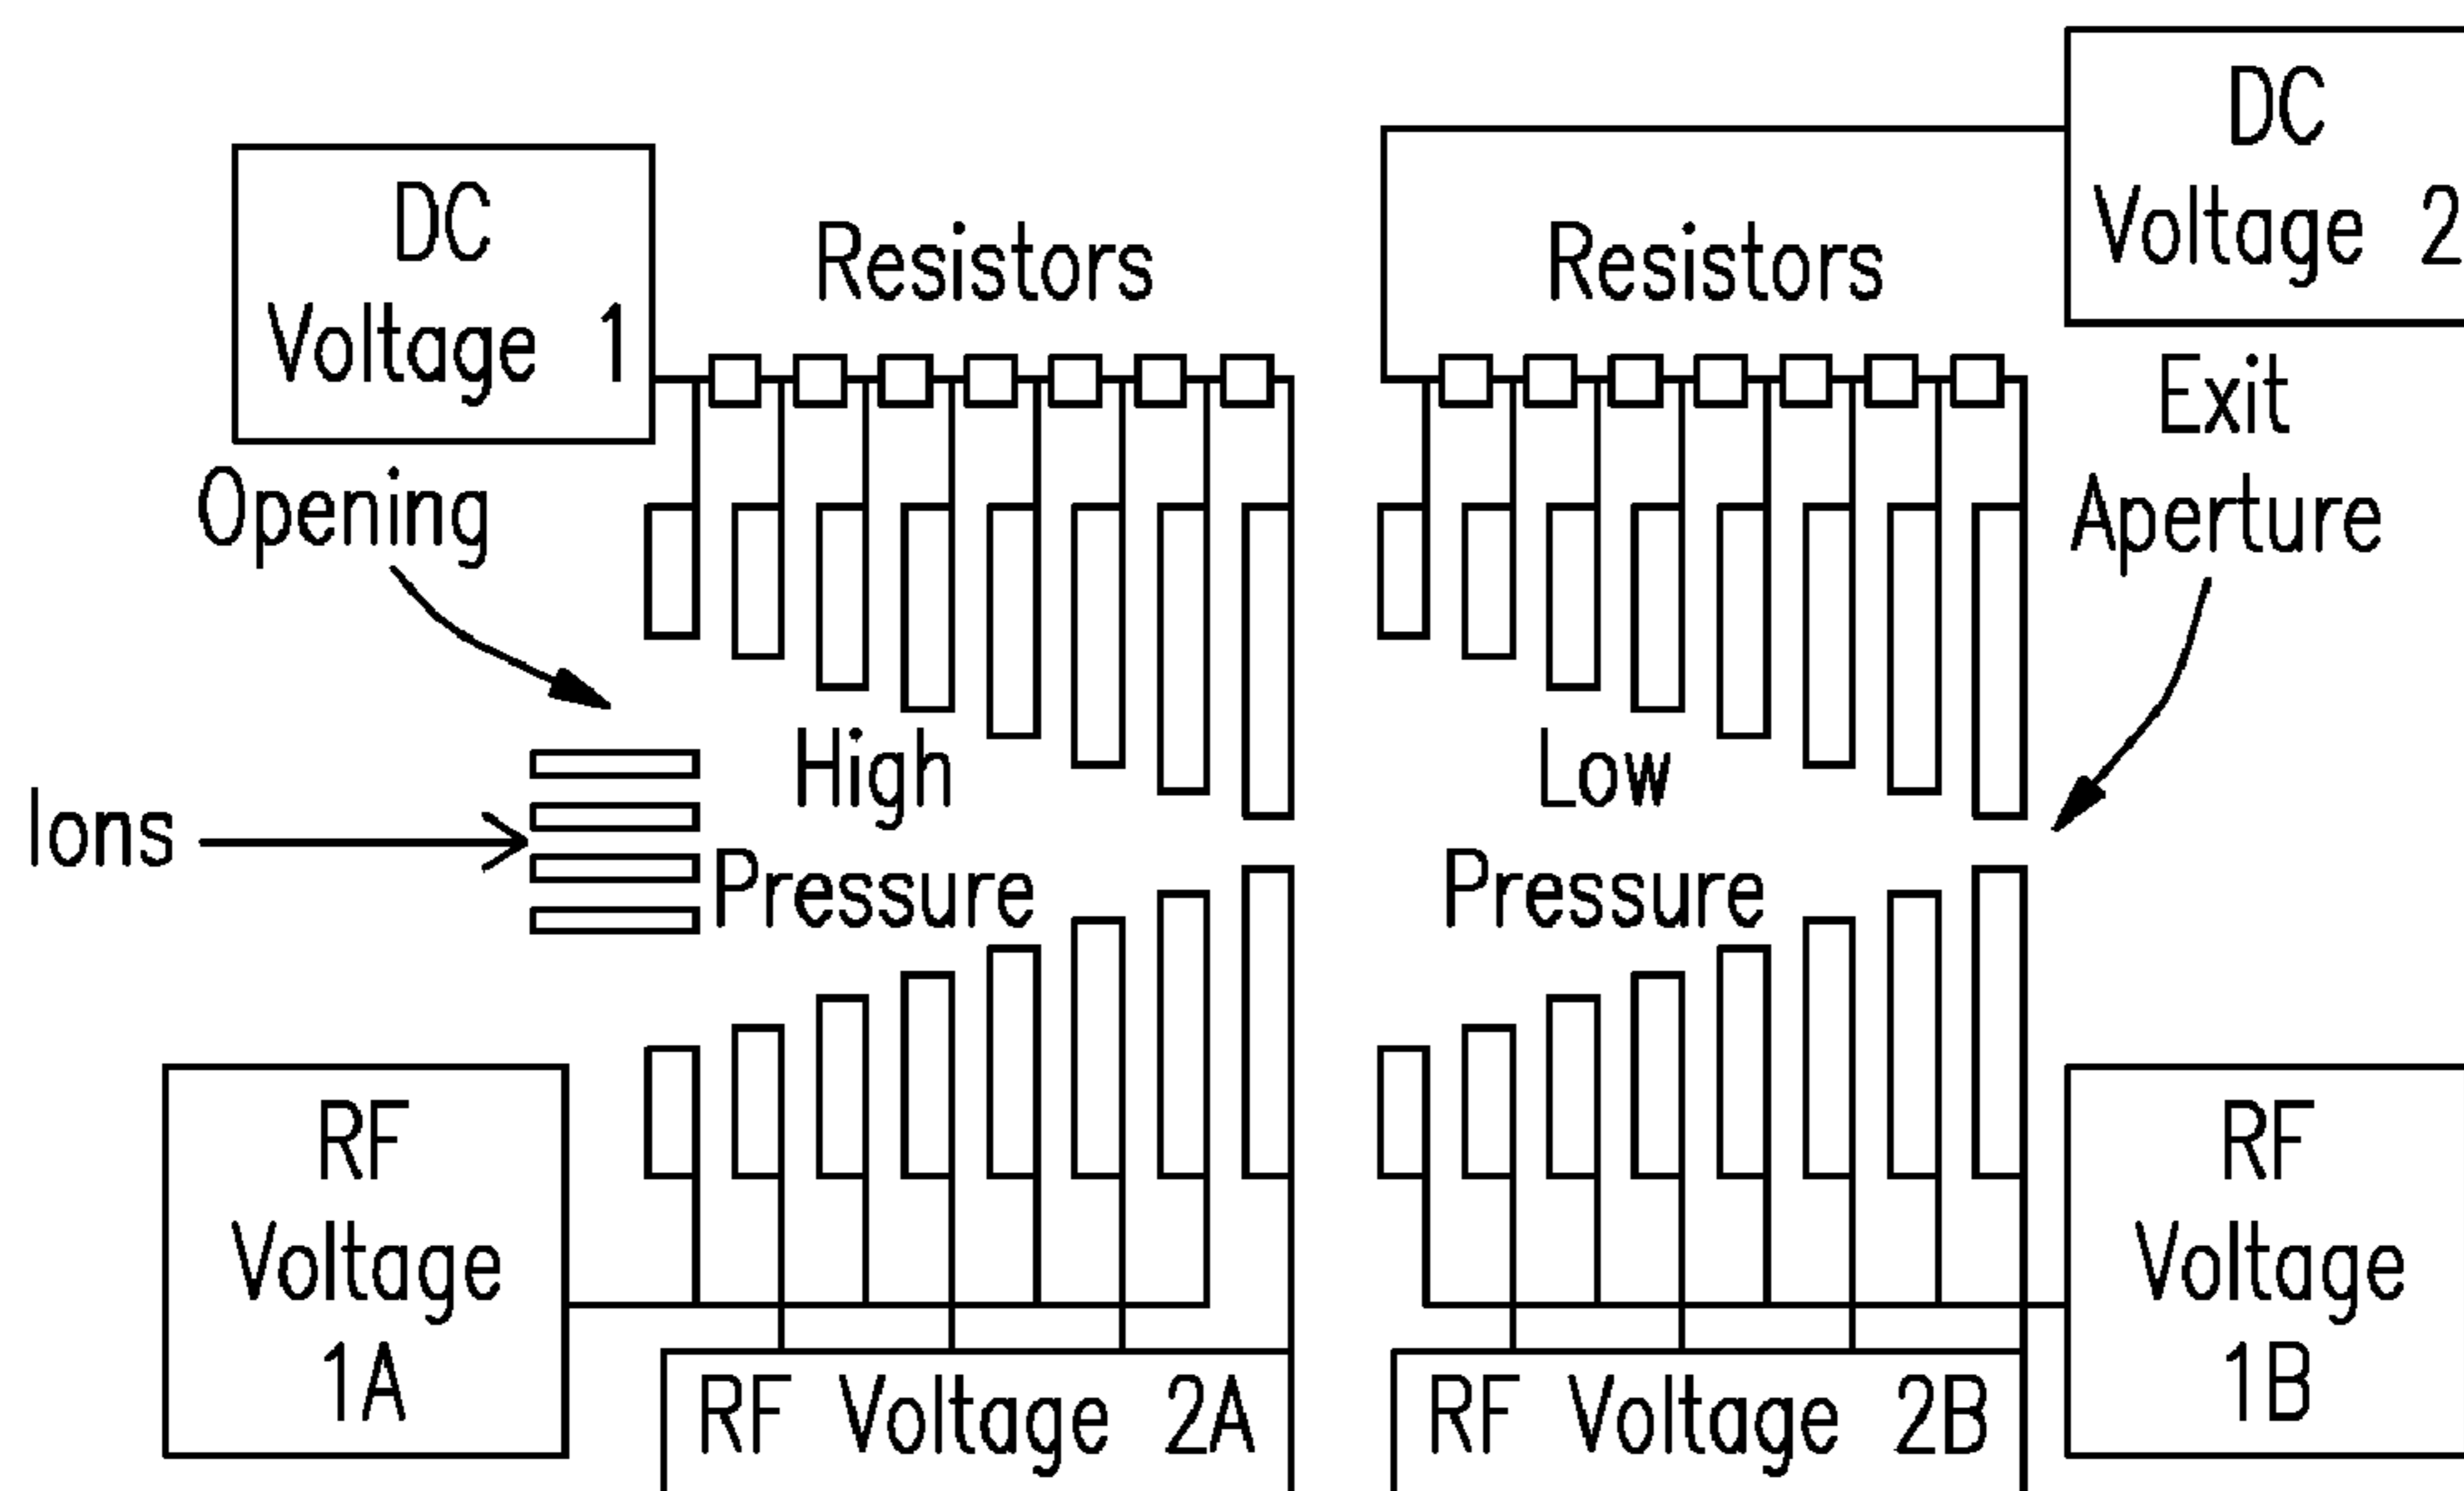 DC
Voltage 1
Resistors
Resistors
DC
Voltage 2
Opening
Exit
Aperture
Ions
High
Pressure
Low
Pressure
RF
Voltage
1A
RF Voltage 2A
RF Voltage 2B
RF
Voltage
1B